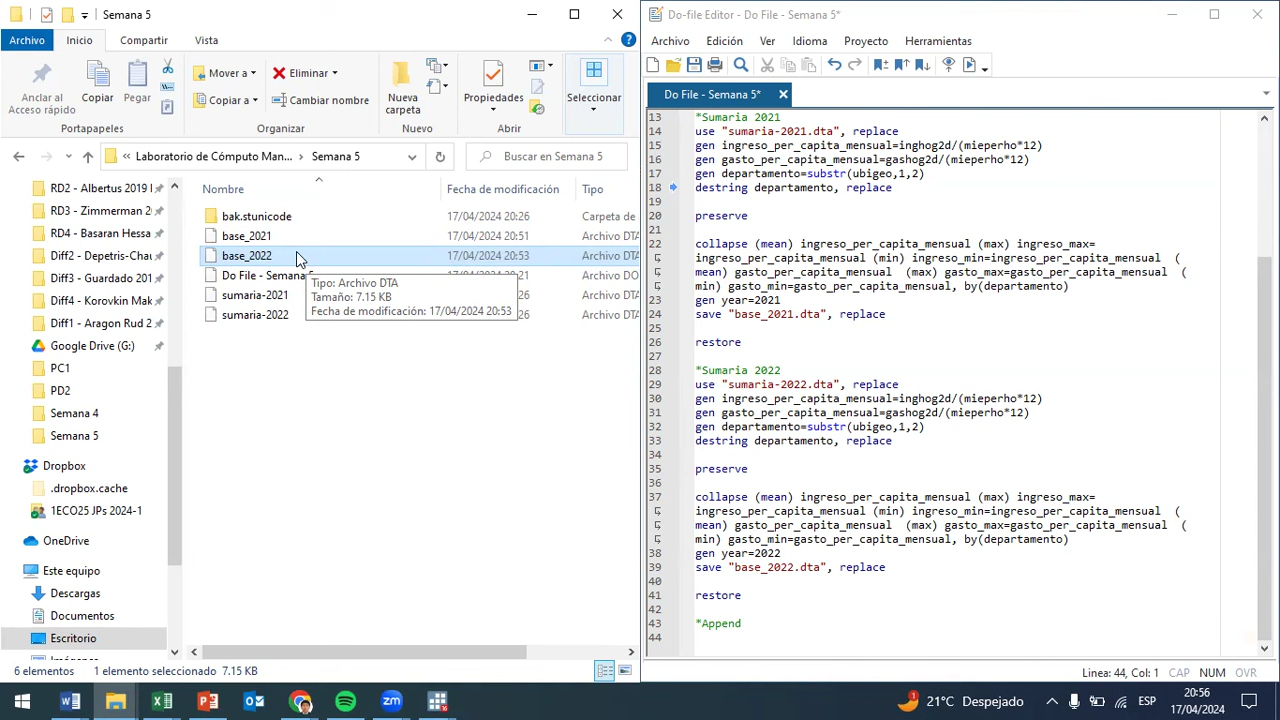 Semana 5
Archivo
Inicio
Compartir
Vista
Anclar al
Acceso rápido
Copiar
Pegar
Mover a
Copiar a
Eliminar
Cambiar nombre
Nueva
carpeta
Propiedades
Seleccionar
Portapapeles
Organizar
Nuevo
Abrir
« Laboratorio de Cómputo Man... > Semana 5
Buscar en Semana 5
RD2 - Albertus 2019
RD3 - Zimmerman 2
RD4 - Basaran Hessa
Diff2 - Depetris-Chau
Diff3 - Guardado 201
Diff4 - Korovkin Mak
Diff1 - Aragon Rud 2
Google Drive (G:)
PC1
PD2
Semana 4
Semana 5
Dropbox
.dropbox.cache
1ECO25 JPs 2024-1
OneDrive
Este equipo
Descargas
Documentos
Escritorio
Nombre Fecha de modificación Tipo
bak.stunicode 17/04/2024 20:26 Carpeta de
base_2021 17/04/2024 20:51 Archivo DTA
base_2022 17/04/2024 20:53 Archivo DTA
Do File - Semana 5 Archivo DO
sumaria-2021 Archivo DTA
sumaria-2022 Archivo DTA
Tipo: Archivo DTA
Tamaño: 7.15 KB
Fecha de modificación: 17/04/2024 20:53
6 elementos 1 elemento seleccionado 7.15 KB
Do-file Editor - Do File - Semana 5*
Archivo Edición Ver Idioma Proyecto Herramientas
Do File - Semana 5*
13 *Sumaria 2021
14 use "sumaria-2021.dta", replace
15 gen ingreso_per_capita_mensual=inghog2d/(mieperho*12)
16 gen gasto_per_capita_mensual=gashog2d/(mieperho*12)
17 gen departamento=substr(ubigeo,1,2)
18 destring departamento, replace
19
20 preserve
21
22 collapse (mean) ingreso_per_capita_mensual (max) ingreso_max=
ingreso_per_capita_mensual (min) ingreso_min=ingreso_per_capita_mensual (
mean) gasto_per_capita_mensual (max) gasto_max=gasto_per_capita_mensual (
min) gasto_min=gasto_per_capita_mensual, by(departamento)
23 gen year=2021
24 save "base_2021.dta", replace
25
26 restore
27
28 *Sumaria 2022
29 use "sumaria-2022.dta", replace
30 gen ingreso_per_capita_mensual=inghog2d/(mieperho*12)
31 gen gasto_per_capita_mensual=gashog2d/(mieperho*12)
32 gen departamento=substr(ubigeo,1,2)
33 destring departamento, replace
34
35 preserve
36
37 collapse (mean) ingreso_per_capita_mensual (max) ingreso_max=
ingreso_per_capita_mensual (min) ingreso_min=ingreso_per_capita_mensual (
mean) gasto_per_capita_mensual (max) gasto_max=gasto_per_capita_mensual (
min) gasto_min=gasto_per_capita_mensual, by(departamento)
38 gen year=2022
39 save "base_2022.dta", replace
40
41 restore
42
43 *Append
44
Linea: 44, Col: 1 CAP NUM OVR
21°C Despejado
ESP
20:56
17/04/2024